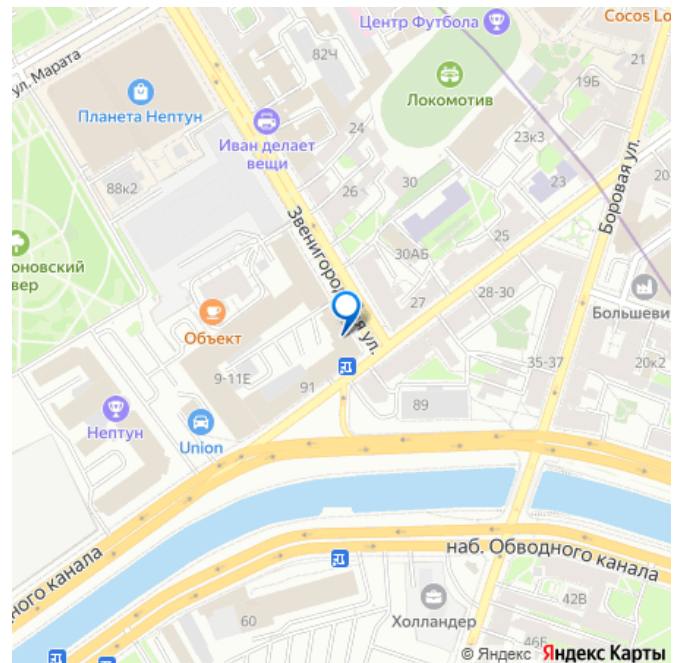 Центр Футбола
Cocos Lo
ул. Марата
82Ч
21
19Б
Планета Нептун
Локомотив
Иван делает
вещи
24
23к3
88к2
26
30
23
20
Боровая ул.
Звенигородская ул.
оновский
вер
30АБ
25
27
28-30
Большеви
Объект
35-37
20к2
9-11Е
91
89
Нептун
Union
дного канала
наб. Обводного канала
60
Холландер
42В
46Б
© Яндекс Яндекс Карты